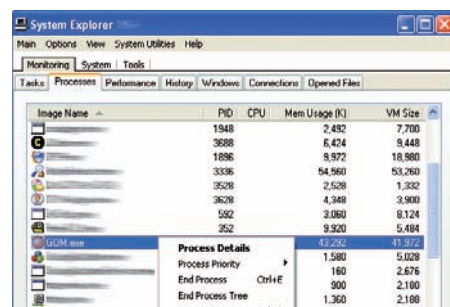 System Explorer
Main Options View System Utilities Help
Monitoring System Tools
Tasks Processes Performance History Windows Connections Opened Files
Image Name PID CPU Mem Usage (K) VM Size
1948 2,492 7,700
3688 6,424 9,448
1896 9,972 18,980
3336 54,560 53,260
3528 2,528 1,332
3628 4,348 3,900
592 3,060 8,124
352 9,920 5,484
GOM.exe 43,292 41,972
Process Details 1,580 5,028
Process Priority 160 2,676
End Process Ctrl+E 900 2,180
End Process Tree 1,360 2,188